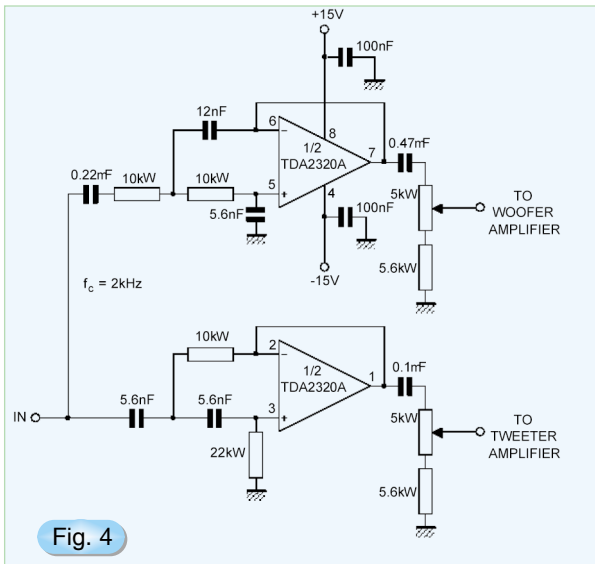 +15V
100nF
12nF
6
8
1/2
TDA2320A
7
0.47mF
0.22mF
10kW
10kW
5
4
5kW
5.6nF
100nF
TO
WOOFER
AMPLIFIER
5.6kW
-15V
fc = 2kHz
10kW
2
1/2
TDA2320A
1
0.1mF
IN
5.6nF
5.6nF
3
5kW
TO
TWEETER
AMPLIFIER
22kW
5.6kW
Fig. 4